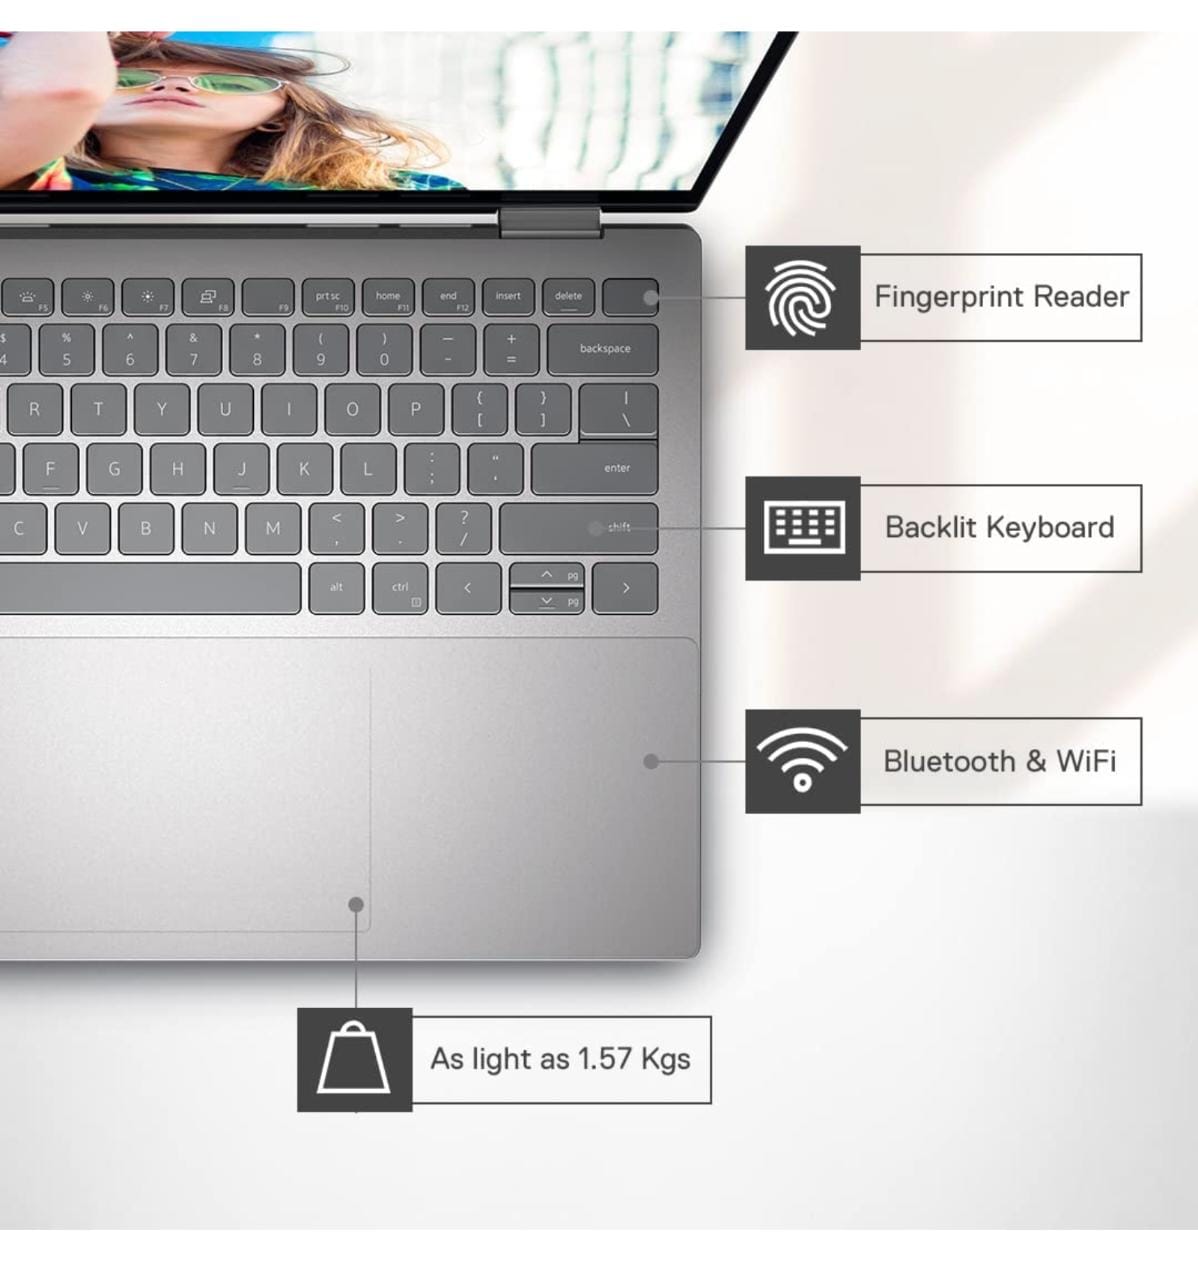 F5 F6 F7 F8 F9 prt sc F10 home F11 end F12 insert delete
Fingerprint Reader
$ 4 % 5 ^ 6 & 7 * 8 ( 9 ) 0 — - + = backspace
R T Y U I O P { [ } ] | \
F G H J K L : ; " ' enter
C V B N M < , > . ? / shift
Backlit Keyboard
alt ctrl < ^ pg > 
pg
Bluetooth & WiFi
As light as 1.57 Kgs